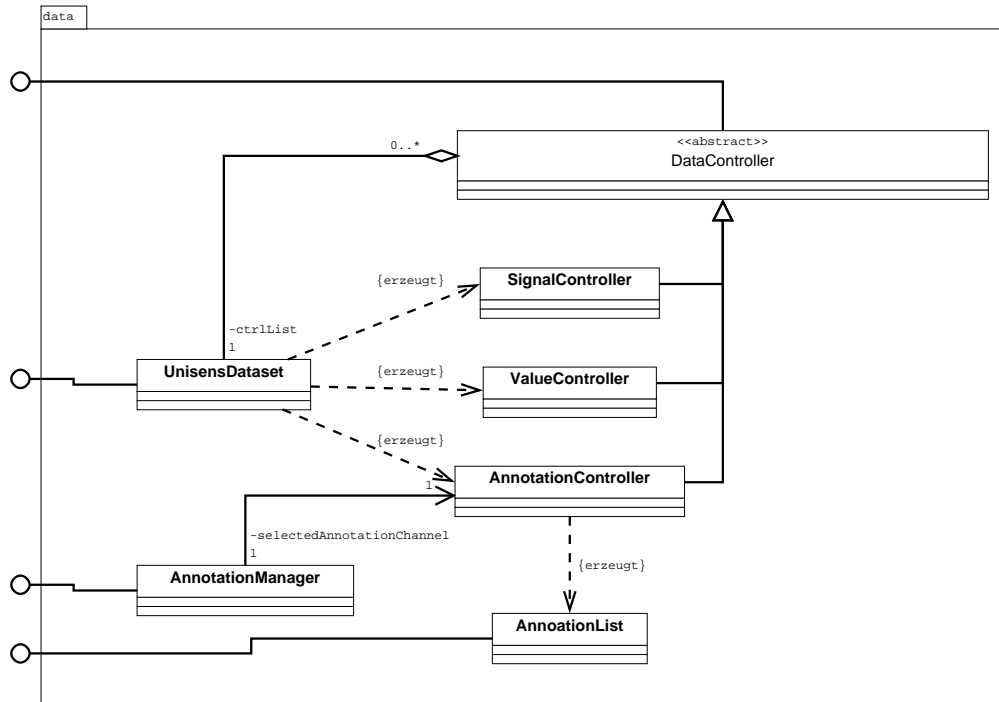 data
<<abstract>>
DataController
0..*
{erzeugt}
SignalController
-ctrlList
1
UnisensDataset
{erzeugt}
ValueController
{erzeugt}
AnnotationController
1
-selectedAnnotationChannel
1
AnnotationManager
{erzeugt}
AnnoationList